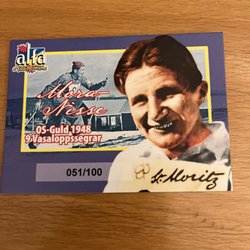 alfa
Mora-
Nisse
OS-Guld 1948
9 Vasaloppssegrar
St. Moritz
051/100